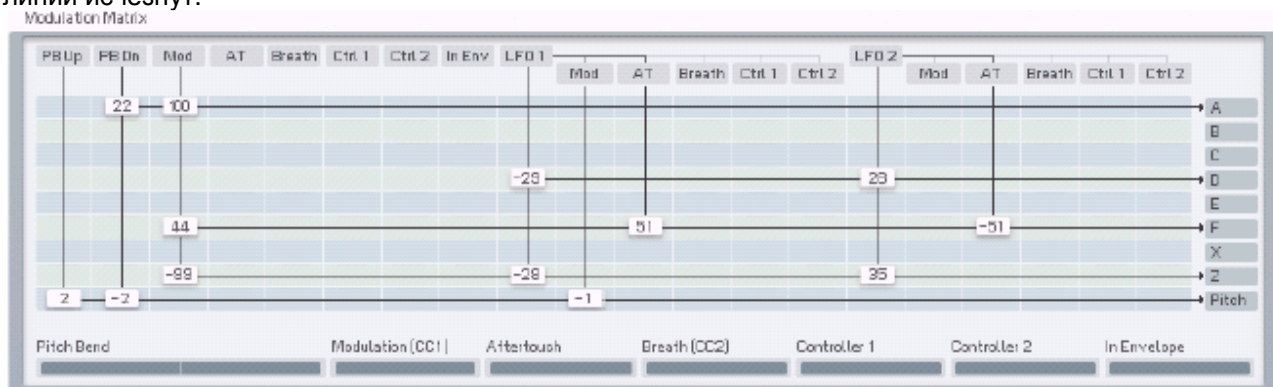 линии исчезнут.
Modulation Matrix
PB Up PB Dn Mod AT Breath Ctrl 1 Ctrl 2 In Env LFO 1 LFO 2
Mod AT Breath Ctrl 1 Ctrl 2 Mod AT Breath Ctrl 1 Ctrl 2
22 100 A
B
C
-29 29 D
E
44 51 -51 F
X
-99 -28 35 Z
2 -2 -1 Pitch
Pitch Bend Modulation (CC1) Aftertouch Breath (CC2) Controller 1 Controller 2 In Envelope